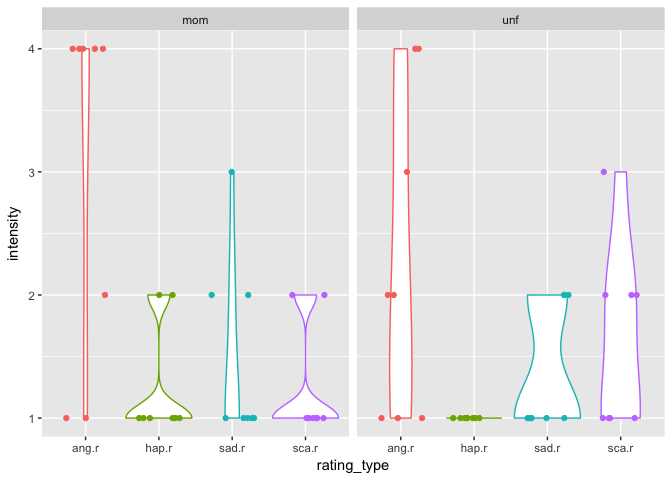 mom unf
intensity
4
3
2
1
ang.r hap.r sad.r sca.r ang.r hap.r sad.r sca.r
rating_type